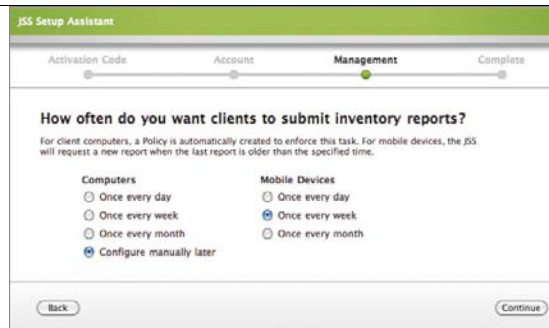 JSS Setup Assistant
Activation Code Account Management Complete
How often do you want clients to submit inventory reports?
For client computers, a Policy is automatically created to enforce this task. For mobile devices, the JSS
will request a new report when the last report is older than the specified time.
Computers Mobile Devices
Once every day Once every day
Once every week Once every week
Once every month Once every month
Configure manually later
Back Continue